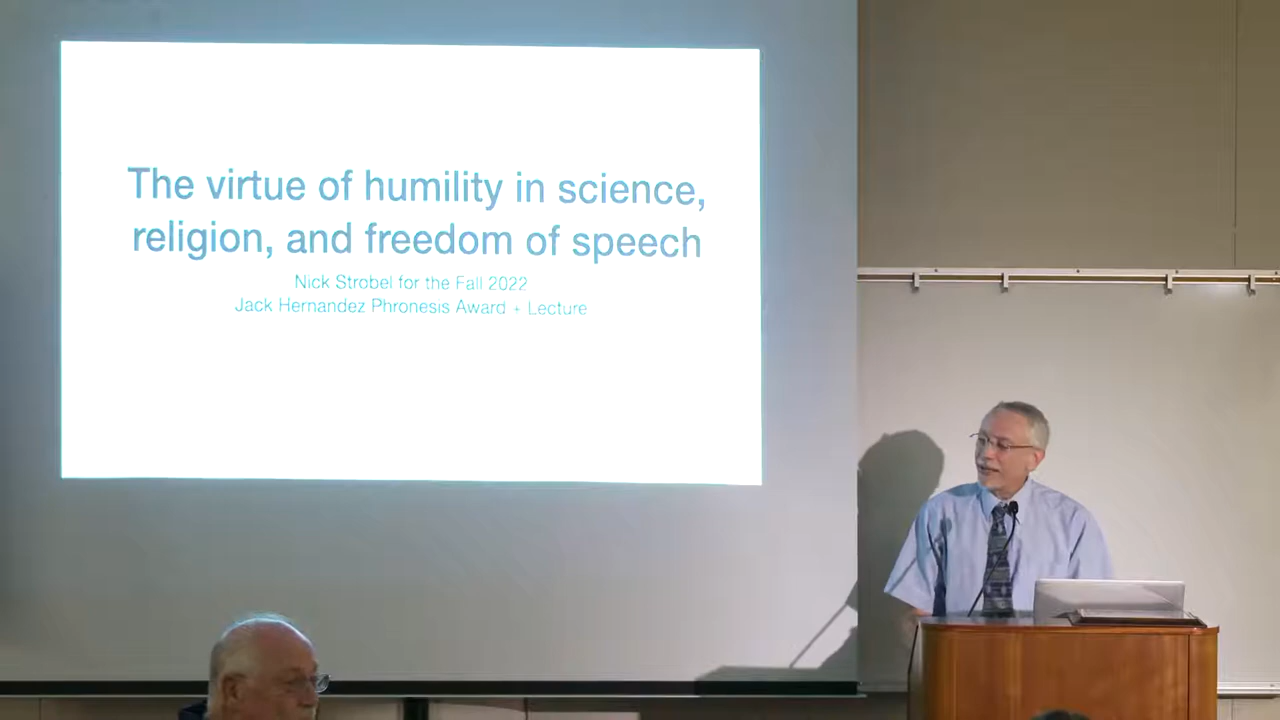 The virtue of humility in science,
religion, and freedom of speech
Nick Strobel for the Fall 2022
Jack Hernandez Phronesis Award + Lecture